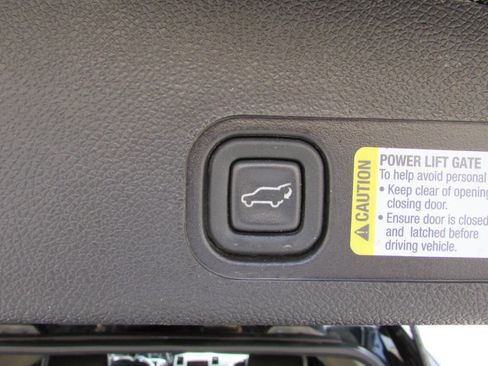 CAUTION
POWER LIFT GATE
To help avoid personal
• Keep clear of opening
closing door.
• Ensure door is closed
and latched before
driving vehicle.